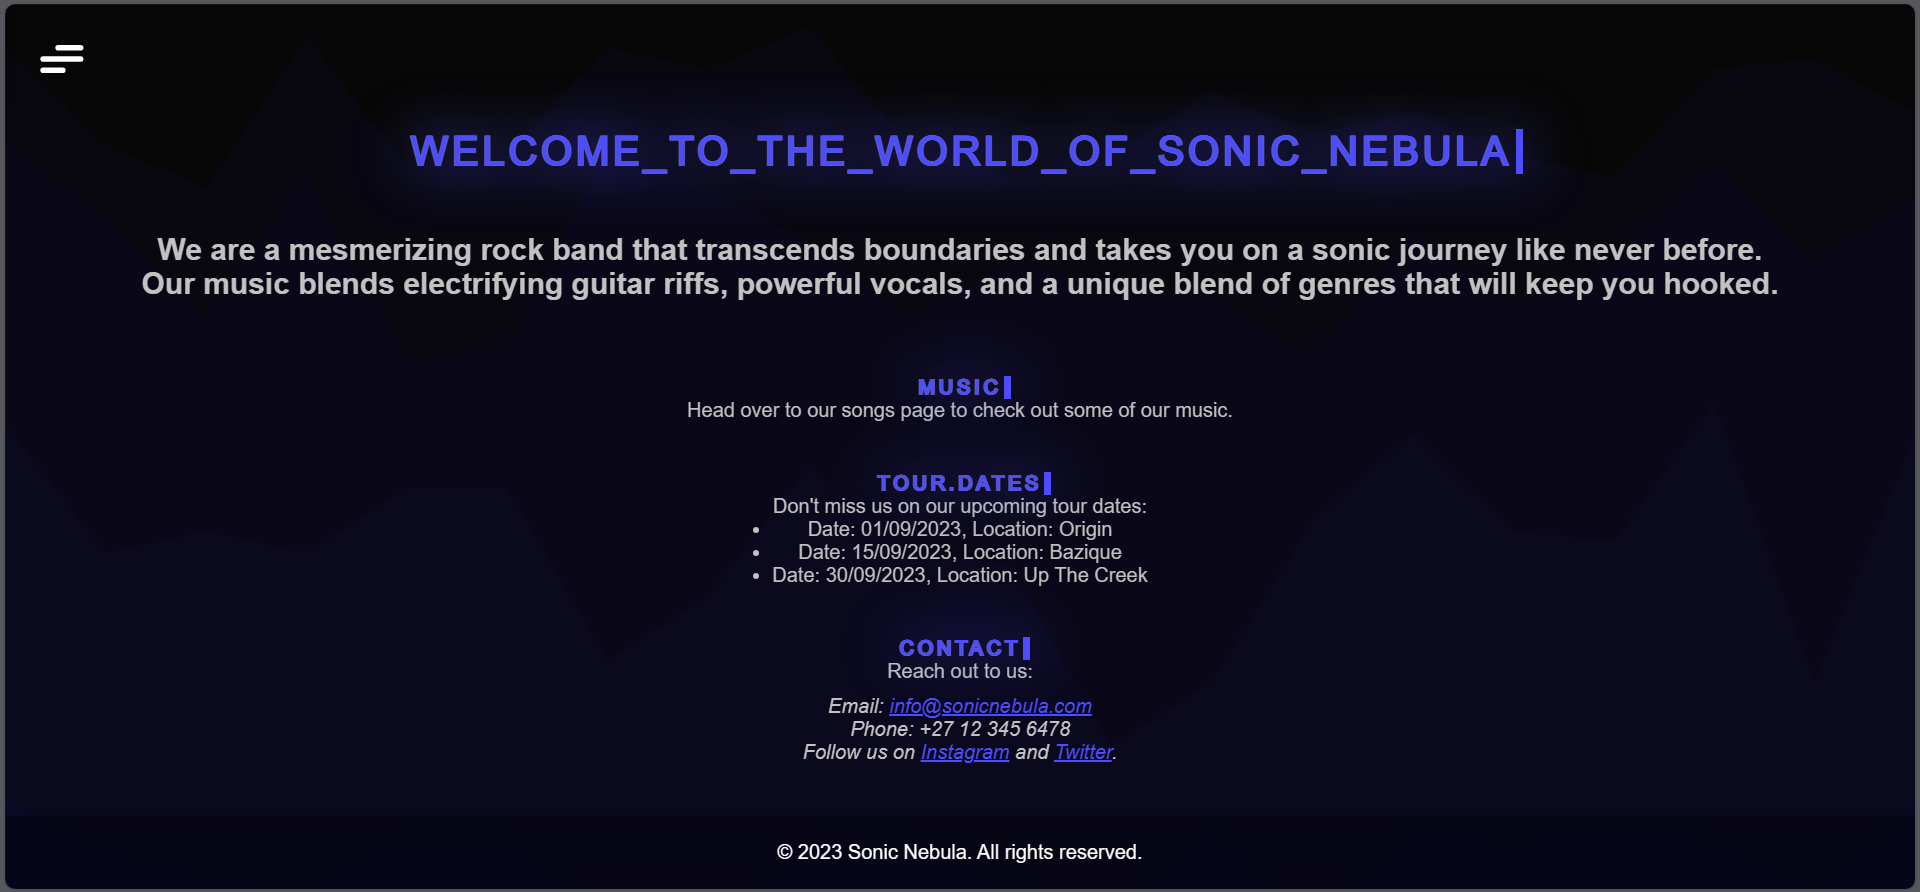 WELCOME_TO_THE_WORLD_OF_SONIC_NEBULA
We are a mesmerizing rock band that transcends boundaries and takes you on a sonic journey like never before.
Our music blends electrifying guitar riffs, powerful vocals, and a unique blend of genres that will keep you hooked.
MUSIC
Head over to our songs page to check out some of our music.
TOUR.DATES
Don't miss us on our upcoming tour dates:
• Date: 01/09/2023, Location: Origin
• Date: 15/09/2023, Location: Bazique
• Date: 30/09/2023, Location: Up The Creek
CONTACT
Reach out to us:
Email: info@sonicnebula.com
Phone: +27 12 345 6478
Follow us on Instagram and Twitter.
© 2023 Sonic Nebula. All rights reserved.